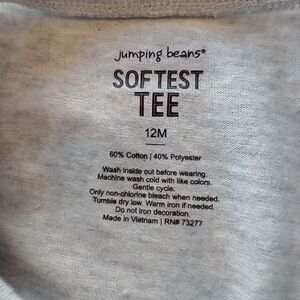 jumping beans®
SOFTEST
TEE
12M
60% Cotton | 40% Polyester
Wash inside out before wearing.
Machine wash cold with like colors.
Gentle cycle.
Only non-chlorine bleach when needed.
Tumble dry low. Warm iron if needed.
Do not iron decoration.
Made in Vietnam | RN# 73277